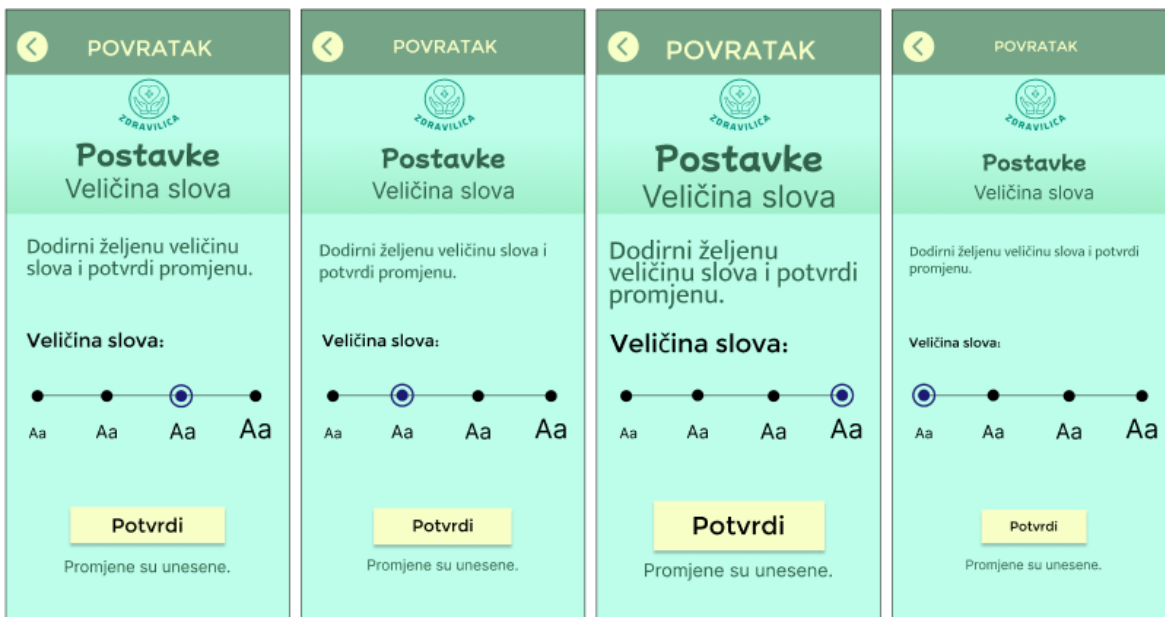 POVRATAK
ZDRAVILICA
Postavke
Veličina slova
Dodirni željenu veličinu
slova i potvrdi promjenu.
Veličina slova:
Aa Aa Aa Aa
Potvrdi
Promjene su unesene.
POVRATAK
ZDRAVILICA
Postavke
Veličina slova
Dodirni željenu veličinu slova i
potvrdi promjenu.
Veličina slova:
Aa Aa Aa Aa
Potvrdi
Promjene su unesene.
POVRATAK
ZDRAVILICA
Postavke
Veličina slova
Dodirni željenu
veličinu slova i potvrdi
promjenu.
Veličina slova:
Aa Aa Aa Aa
Potvrdi
Promjene su unesene.
POVRATAK
ZDRAVILICA
Postavke
Veličina slova
Dodirni željenu veličinu slova i potvrdi
promjenu.
Veličina slova:
Aa Aa Aa Aa
Potvrdi
Promjene su unesene.